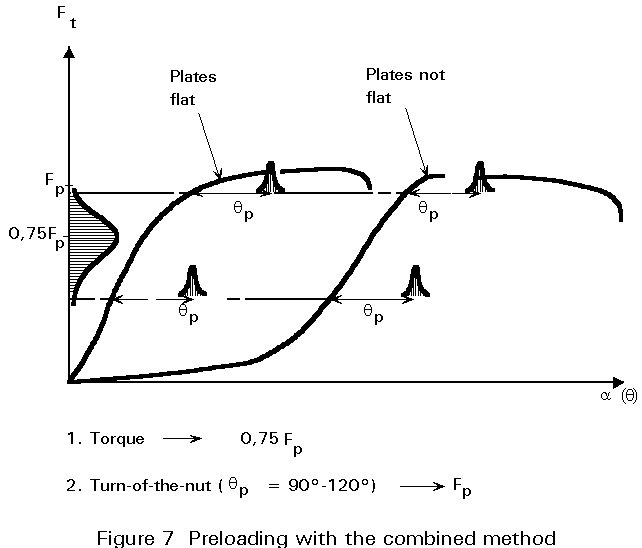 F t
Plates flat
Plates not flat
F p
θ p
θ p
0,75F p
θ p
θ p
α (θ)
1. Torque → 0,75 F p
2. Turn-of-the-nut ( θ p = 90°-120°) → F p
Figure 7 Preloading with the combined method